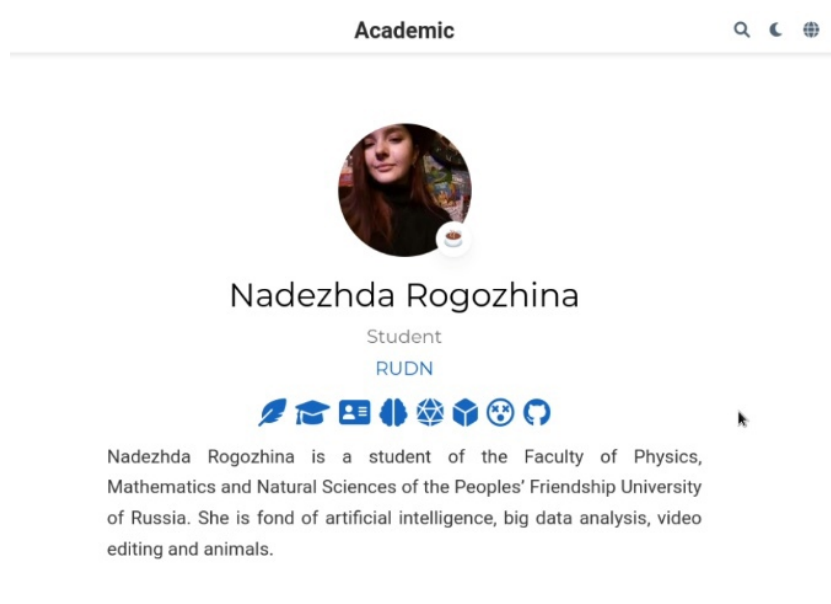 Academic
Nadezhda Rogozhina
Student
RUDN
Nadezhda Rogozhina is a student of the Faculty of Physics,
Mathematics and Natural Sciences of the Peoples’ Friendship University
of Russia. She is fond of artificial intelligence, big data analysis, video
editing and animals.